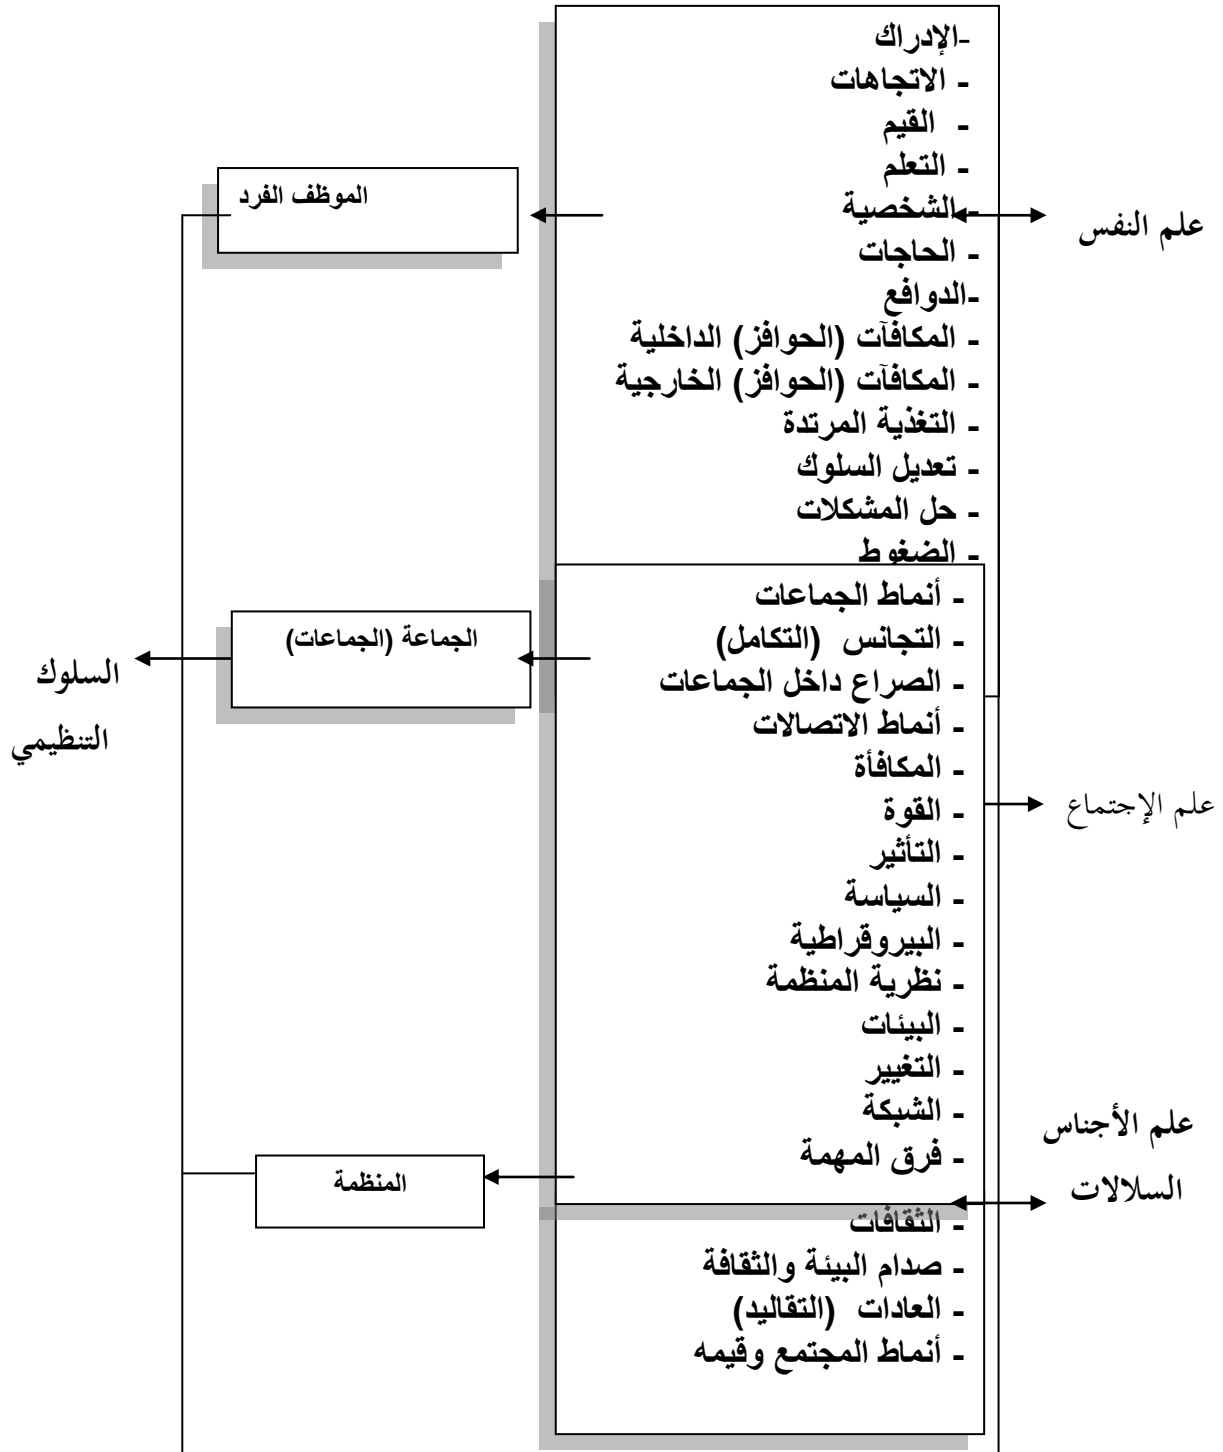 -الإدراك
- الاتجاهات
- القيم
- التعلم
- الشخصية
- الحاجات
-الدوافع
- المكافآت (الحوافز) الداخلية
- المكافآت (الحوافز) الخارجية
- التغذية المرتدة
- تعديل السلوك
- حل المشكلات
- الضغوط
علم النفس
الموظف الفرد
- أنماط الجماعات
- التجانس (التكامل)
- الصراع داخل الجماعات
- أنماط الاتصالات
- المكافأة
- القوة
- التأثير
- السياسة
- البيروقراطية
- نظرية المنظمة
- البيئات
- التغيير
- الشبكة
- فرق المهمة
علم الإجتماع
الجماعة (الجماعات)
السلوك
التنظيمي
علم الأجناس
السلالات
المنظمة
- الثقافات
- صدام البيئة والثقافة
- العادات (التقاليد)
- أنماط المجتمع وقيمه